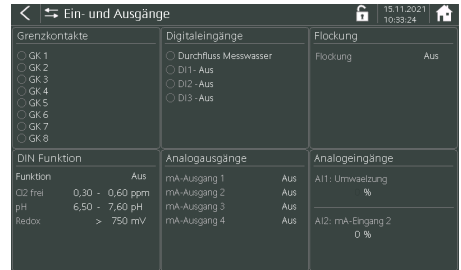 Ein- und Ausgänge
15.11.2021
10:33:24
Grenzkontakte
GK 1
GK 2
GK 3
GK 4
GK 5
GK 6
GK 7
GK 8
Digitaleingänge
Durchfluss Messwasser
DI1- Aus
DI2 - Aus
DI3 - Aus
Flockung
Flockung Aus
DIN Funktion
Funktion Aus
Cl2 frei 0,30 - 0,60 ppm
pH 6,50 - 7,60 pH
Redox > 750 mV
Analogausgänge
mA-Ausgang 1 Aus
mA-Ausgang 2 Aus
mA-Ausgang 3 Aus
mA-Ausgang 4 Aus
Analogeingänge
AI1: Umwaelzung
%
AI2: mA-Eingang 2
0 %